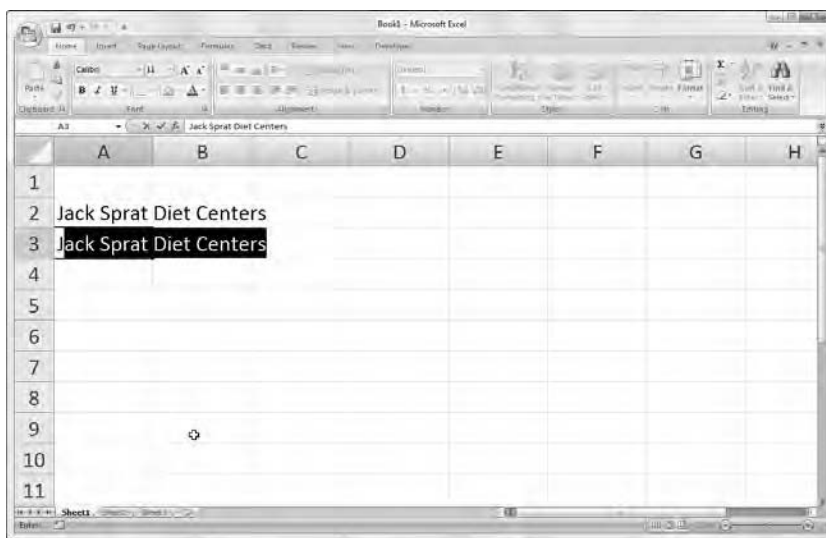 Book1 - Microsoft Excel
Home Insert Page Layout Formulas Data Review View Developer
Paste
Calibri 11 A A
B I U A
Format
Sort & Find &
Filter Select
Clipboard Font Alignment Number Editing
A3 Jack Sprat Diet Centers
A B C D E F G H
1
2 Jack Sprat Diet Centers
3 Jack Sprat Diet Centers
4
5
6
7
8
9
10
11
Sheet1
Enter